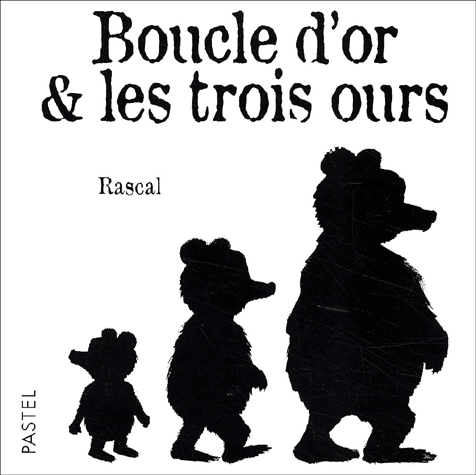 Boucle d'or
& les trois ours
Rascal
PASTEL